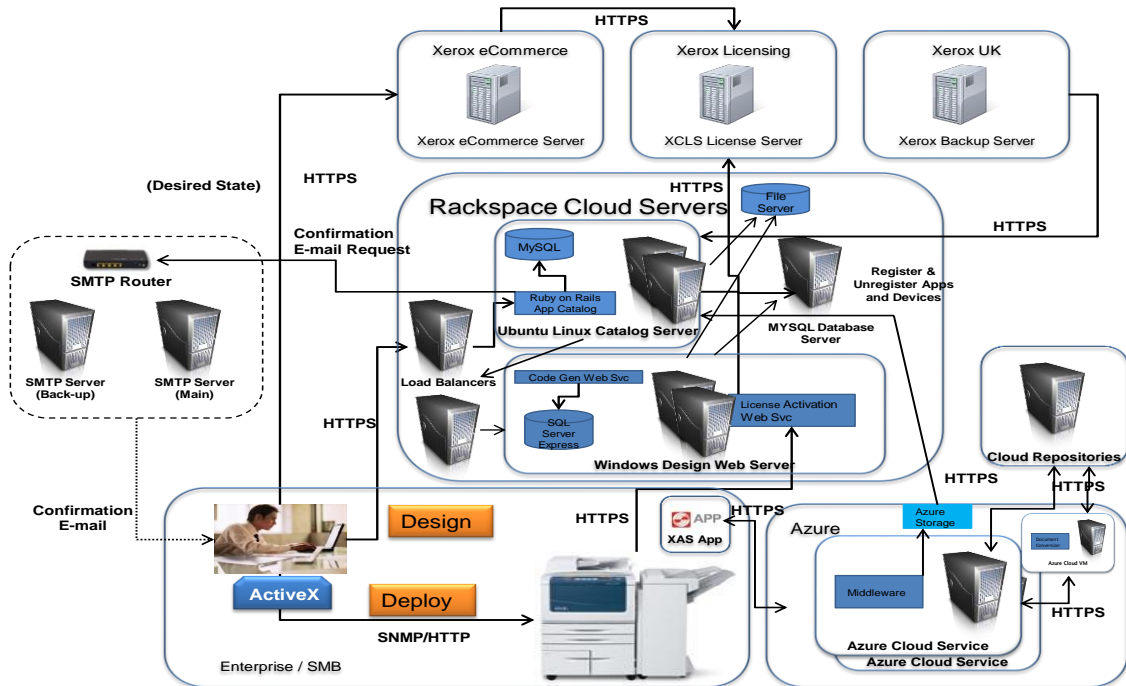 HTTPS
Xerox eCommerce
Xerox Licensing
Xerox UK
Xerox eCommerce Server
XCLS License Server
Xerox Backup Server
(Desired State)
HTTPS
HTTPS
File
Server
Rackspace Cloud Servers
Confirmation
E-mail Request
MySQL
HTTPS
SMTP Router
Ruby on Rails
App Catalog
Register &
Unregister Apps
and Devices
Ubuntu Linux Catalog Server
MYSQL Database
Server
SMTP Server
(Back-up)
SMTP Server
(Main)
Load Balancers
Code Gen Web Svc
HTTPS
License Activation
Web Svc
SQL
Server
Express
Windows Design Web Server
Cloud Repositories
HTTPS
HTTPS
Confirmation
E-mail
Design
HTTPS
APP
XAS App
HTTPS
Azure
Storage
Azure
Document
Conversion
Azure Cloud VM
ActiveX
Deploy
Middleware
HTTPS
SNMP/HTTP
Azure Cloud Service
Azure Cloud Service
Enterprise / SMB